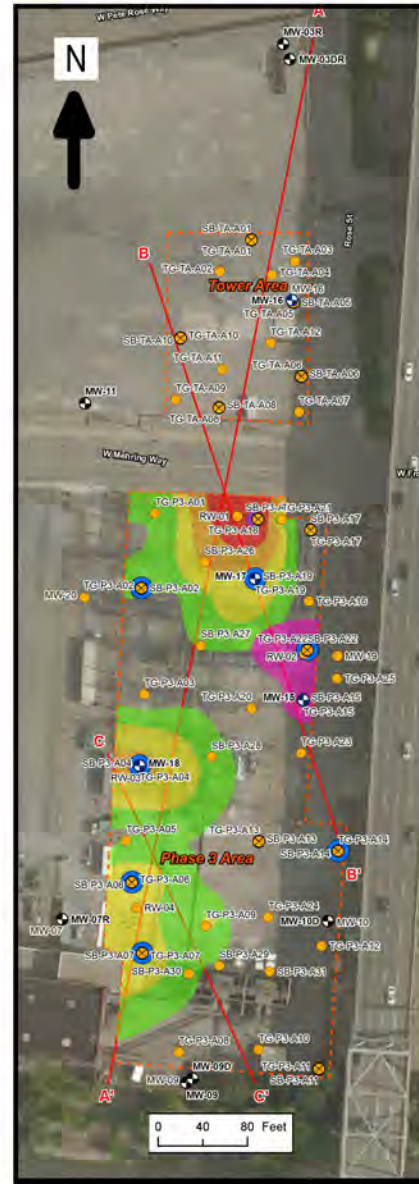 A
W Pete Rose Way
MW-03R
N
MW-03DR
Rose St
SB-TA-A01
TG-TA-A01
B
TG-TA-A03
TG-TA-A02
TG-TA-A04
Tower Area
MW-16
MW-16
SB-TA-A05
TG-TA-A05
SB-TA-A10
TG-TA-A10
TG-TA-A12
TG-TA-A11
TG-TA-A06
SB-TA-A06
TG-TA-A09
MW-11
SB-TA-A08
TG-TA-A07
TG-TA-A08
W Mehring Way
TG-P3-A01
RW-01
TG-P3-A21
SB-P3-A17
TG-P3-A18
TG-P3-A17
SB-P3-A26
MW-17
SB-P3-A19
TG-P3-A02
SB-P3-A02
TG-P3-A19
MW-20
TG-P3-A16
TG-P3-A22
SB-P3-A22
SB-P3-A27
RW-02
MW-19
TG-P3-A25
TG-P3-A03
MW-15
SB-P3-A15
TG-P3-A20
TG-P3-A15
C
TG-P3-A23
SB-P3-A28
SB-P3-A04
MW-18
RW-03
TG-P3-A04
TG-P3-A05
TG-P3-A13
SB-P3-A13
TG-P3-A14
SB-P3-A14
Phase 3 Area
B'
SB-P3-A06
TG-P3-A06
RW-04
TG-P3-A24
MW-07R
MW-07
TG-P3-A09
MW-10D
MW-10
TG-P3-A12
SB-P3-A07
TG-P3-A07
SB-P3-A29
SB-P3-A30
SB-P3-A31
TG-P3-A08
TG-P3-A10
MW-09D
TG-P3-A11
MW-09
SB-P3-A11
MW-09
A'
C'
0 40 80 Feet